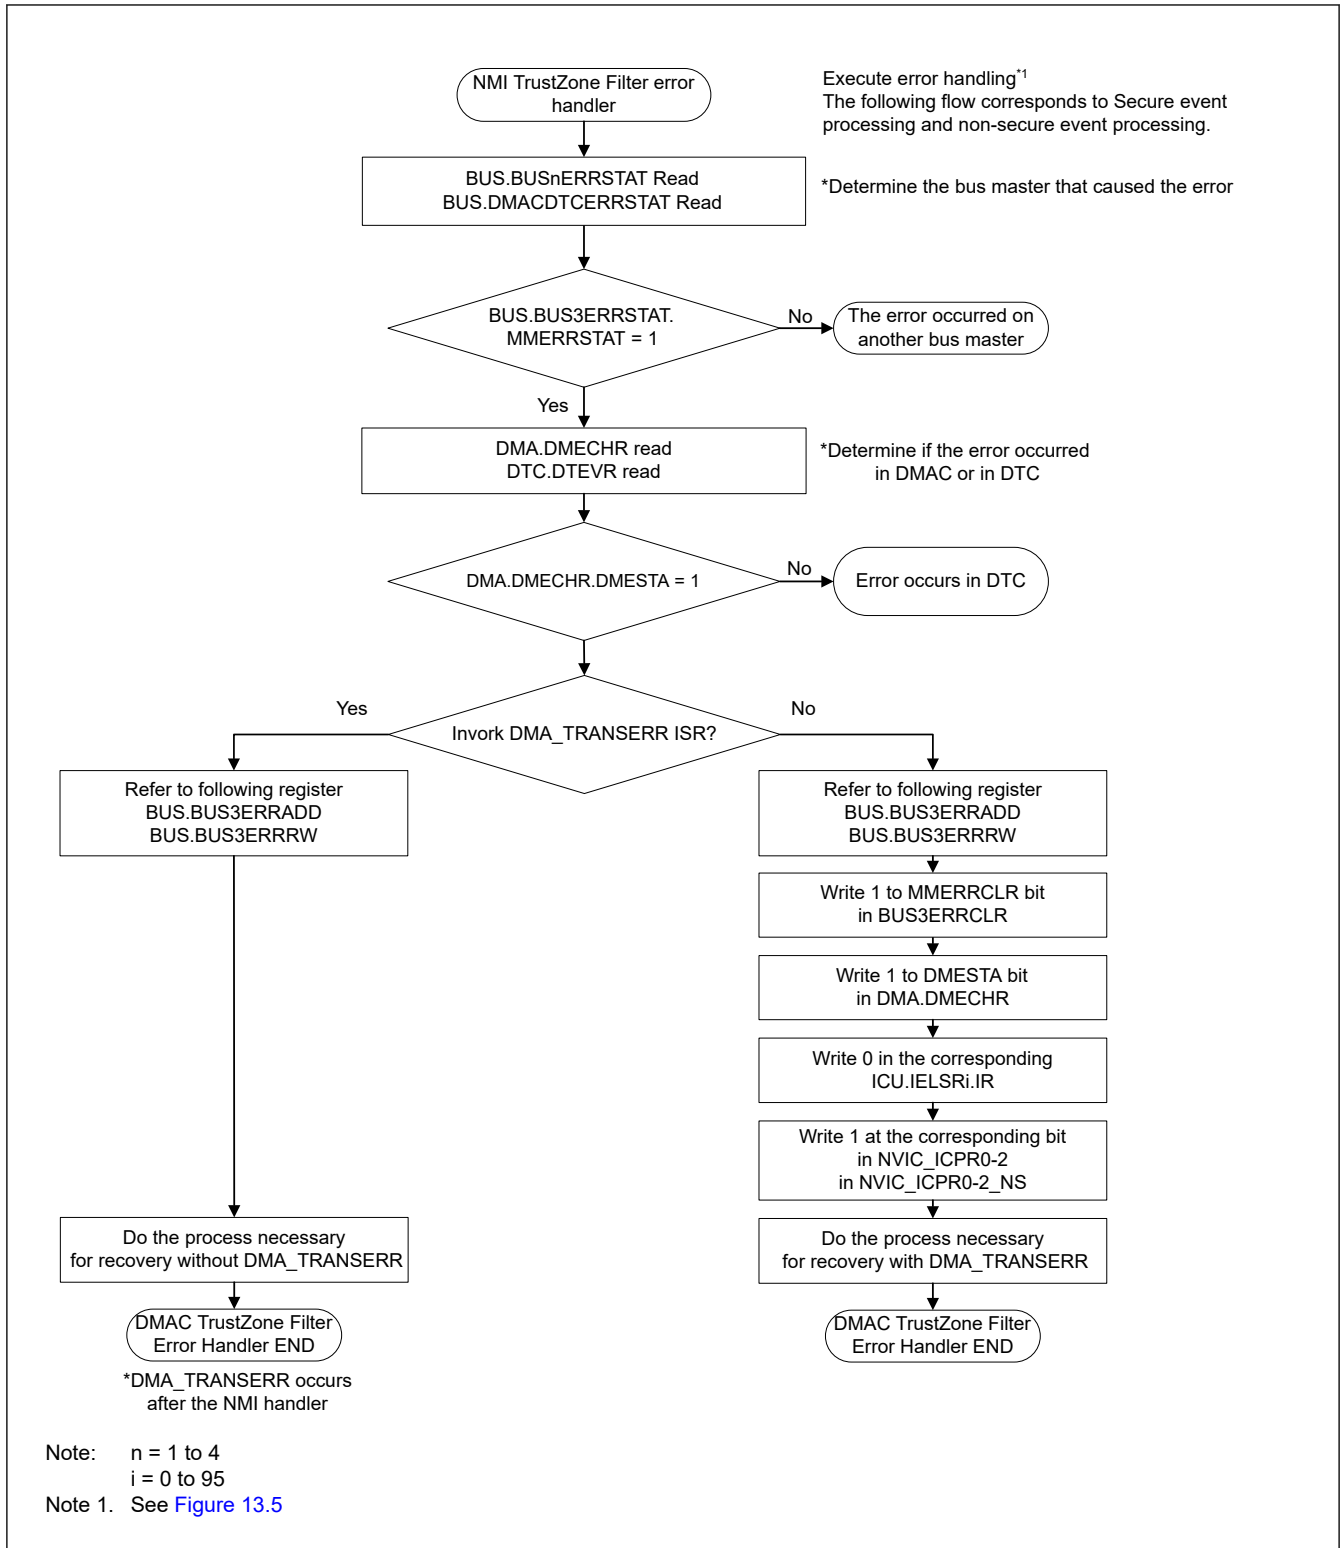 NMI TrustZone Filter error
handler
Execute error handling*1
The following flow corresponds to Secure event
processing and non-secure event processing.
BUS.BUSnERRSTAT Read
BUS.DMACDTCERRSTAT Read
*Determine the bus master that caused the error
BUS.BUS3ERRSTAT.
MMERRSTAT = 1
No
The error occurred on
another bus master
Yes
DMA.DMECHR read
DTC.DTEVR read
*Determine if the error occurred
in DMAC or in DTC
DMA.DMECHR.DMESTA = 1
No
Error occurs in DTC
Yes
Invork DMA_TRANSERR ISR?
No
Refer to following register
BUS.BUS3ERRADD
BUS.BUS3ERRRW
Refer to following register
BUS.BUS3ERRADD
BUS.BUS3ERRRW
Write 1 to MMERRCLR bit
in BUS3ERRCLR
Write 1 to DMESTA bit
in DMA.DMECHR
Write 0 in the corresponding
ICU.IELSRi.IR
Write 1 at the corresponding bit
in NVIC_ICPR0-2
in NVIC_ICPR0-2_NS
Do the process necessary
for recovery without DMA_TRANSERR
Do the process necessary
for recovery with DMA_TRANSERR
DMAC TrustZone Filter
Error Handler END
DMAC TrustZone Filter
Error Handler END
*DMA_TRANSERR occurs
after the NMI handler
Note: n = 1 to 4
i = 0 to 95
Note 1. See Figure 13.5